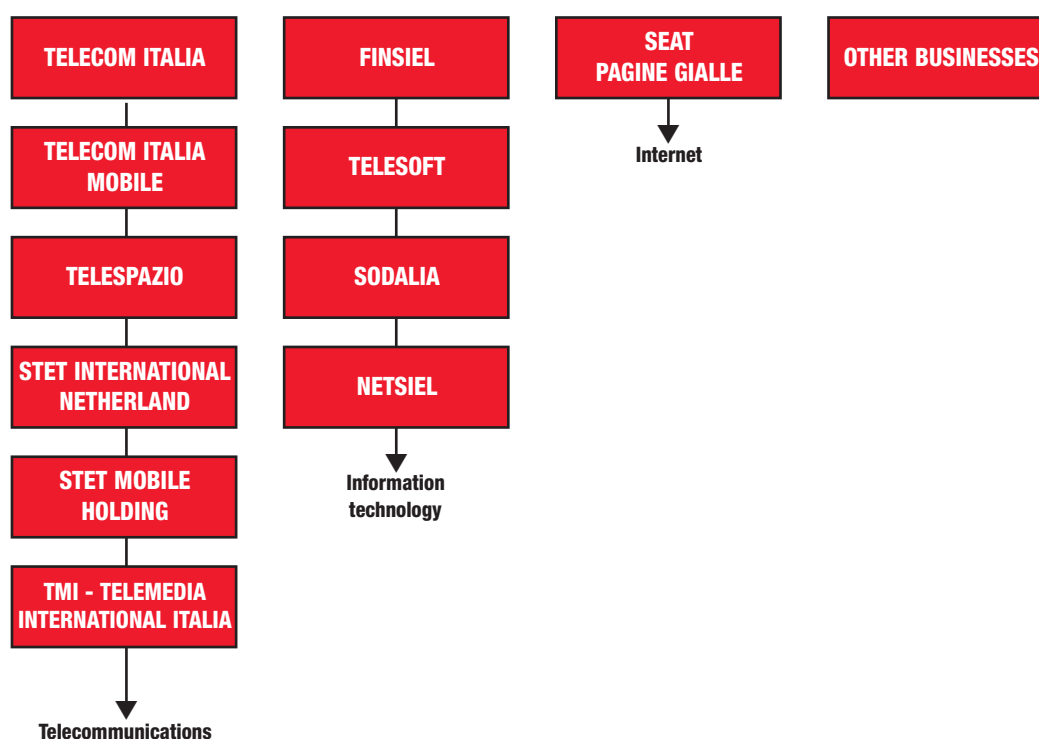 TELECOM ITALIA
TELECOM ITALIA
MOBILE
TELESPAZIO
STET INTERNATIONAL
NETHERLAND
STET MOBILE
HOLDING
TMI - TELEMEDIA
INTERNATIONAL ITALIA
Telecommunications
FINSIEL
TELESOFT
SODALIA
NETSIEL
Information
technology
SEAT
PAGINE GIALLE
Internet
OTHER BUSINESSES